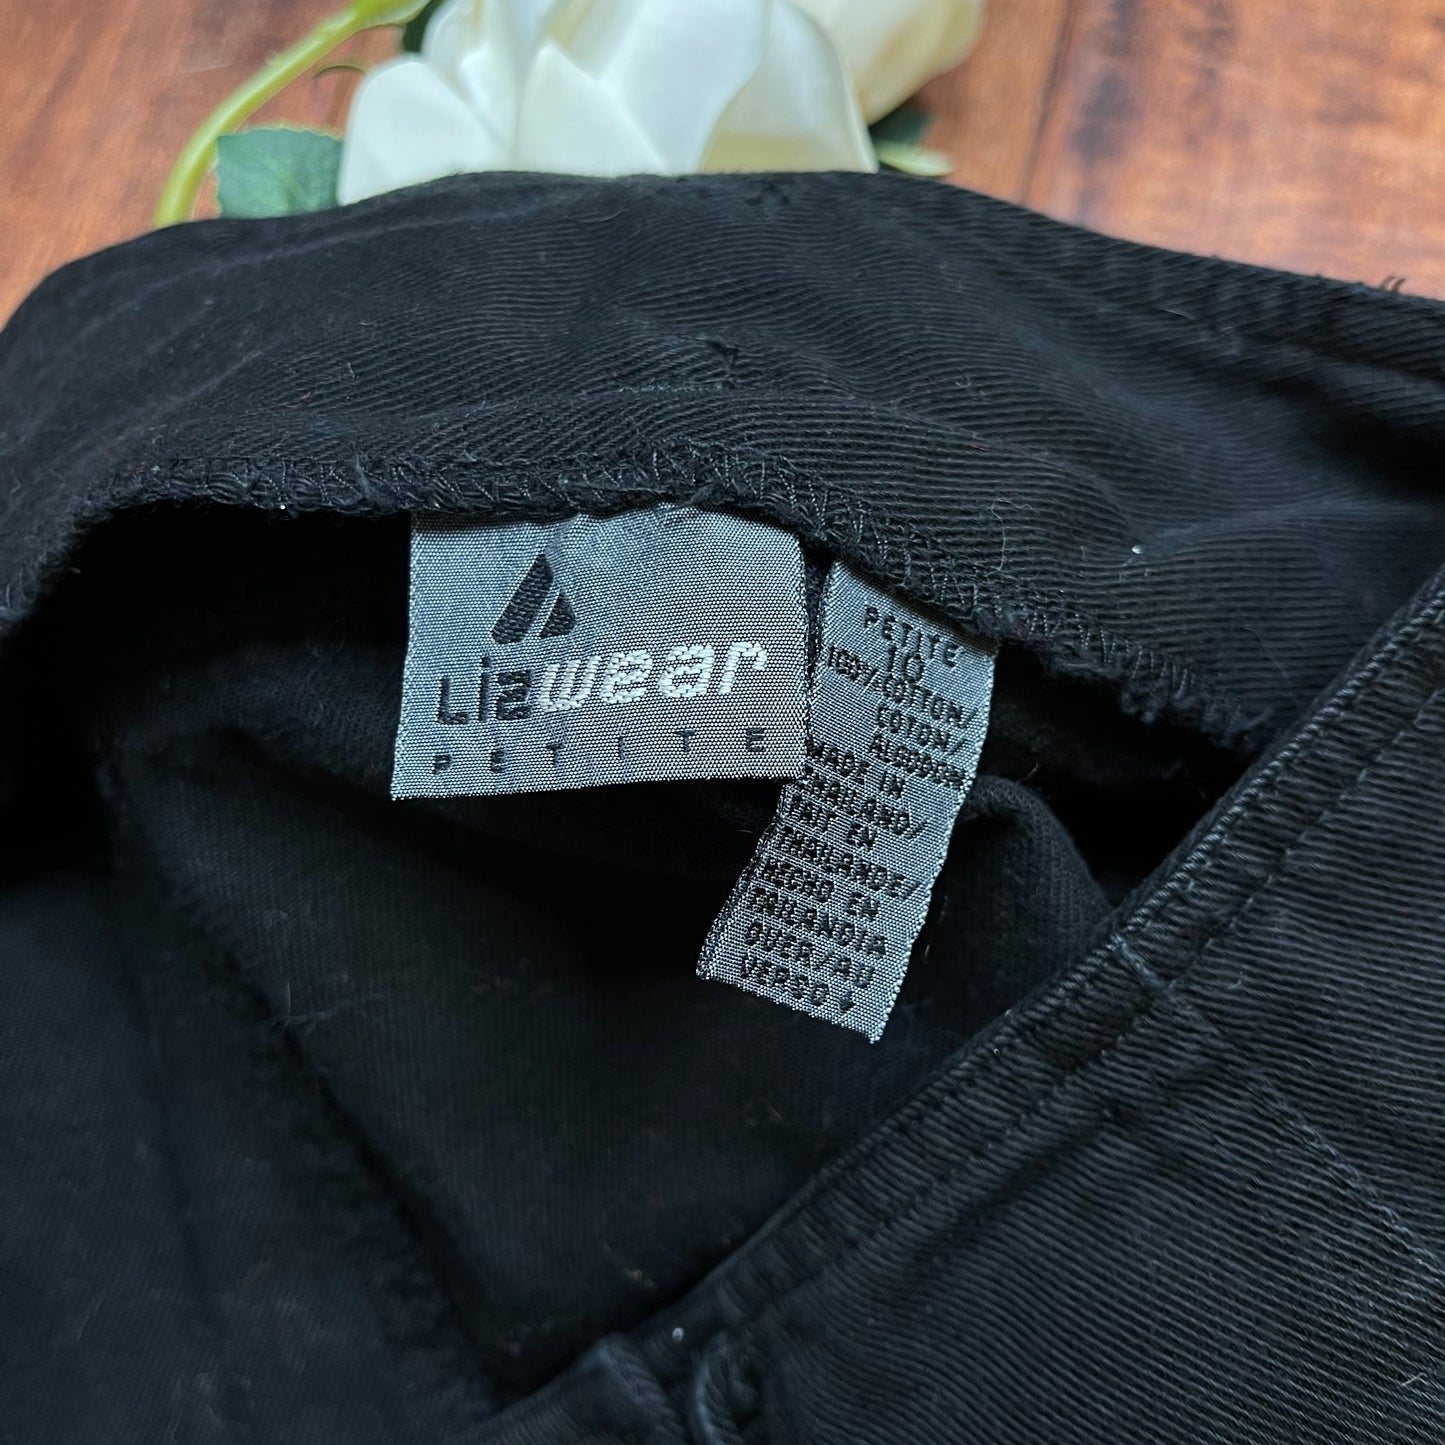 Lizwear
PETITE
PETITE
10
100%COTTON/
COTON/
ALGODON
MADE IN
THAILAND/
FAIT EN
THAILANDE/
HECHO EN
TAILANDIA
OVER/AU
VERSO